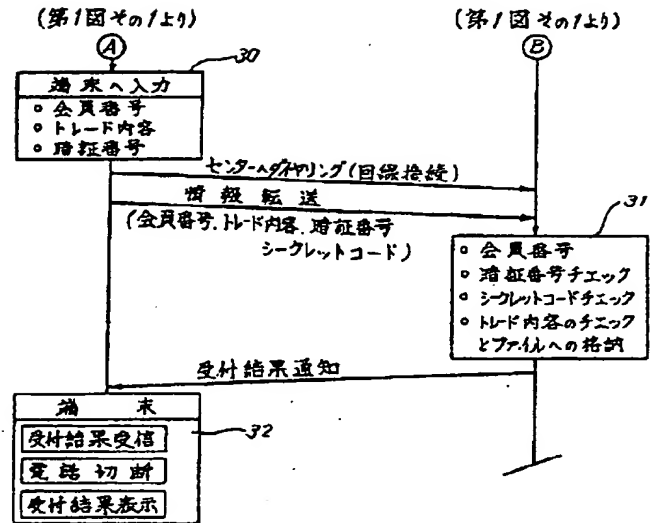 (第1図その1より)
(第1図その1より)
A
B
30
端末へ入力
○ 会員番号
○ トレード内容
○ 暗証番号
センターへダイヤリング(回線接続)
情報転送
(会員番号、トレード内容、暗証番号
シークレットコード)
31
○ 会員番号
○ 暗証番号チェック
○ シークレットコードチェック
○ トレード内容のチェック
とファイルへの格納
受付結果通知
端末
32
受付結果受信
電話切断
受付結果表示